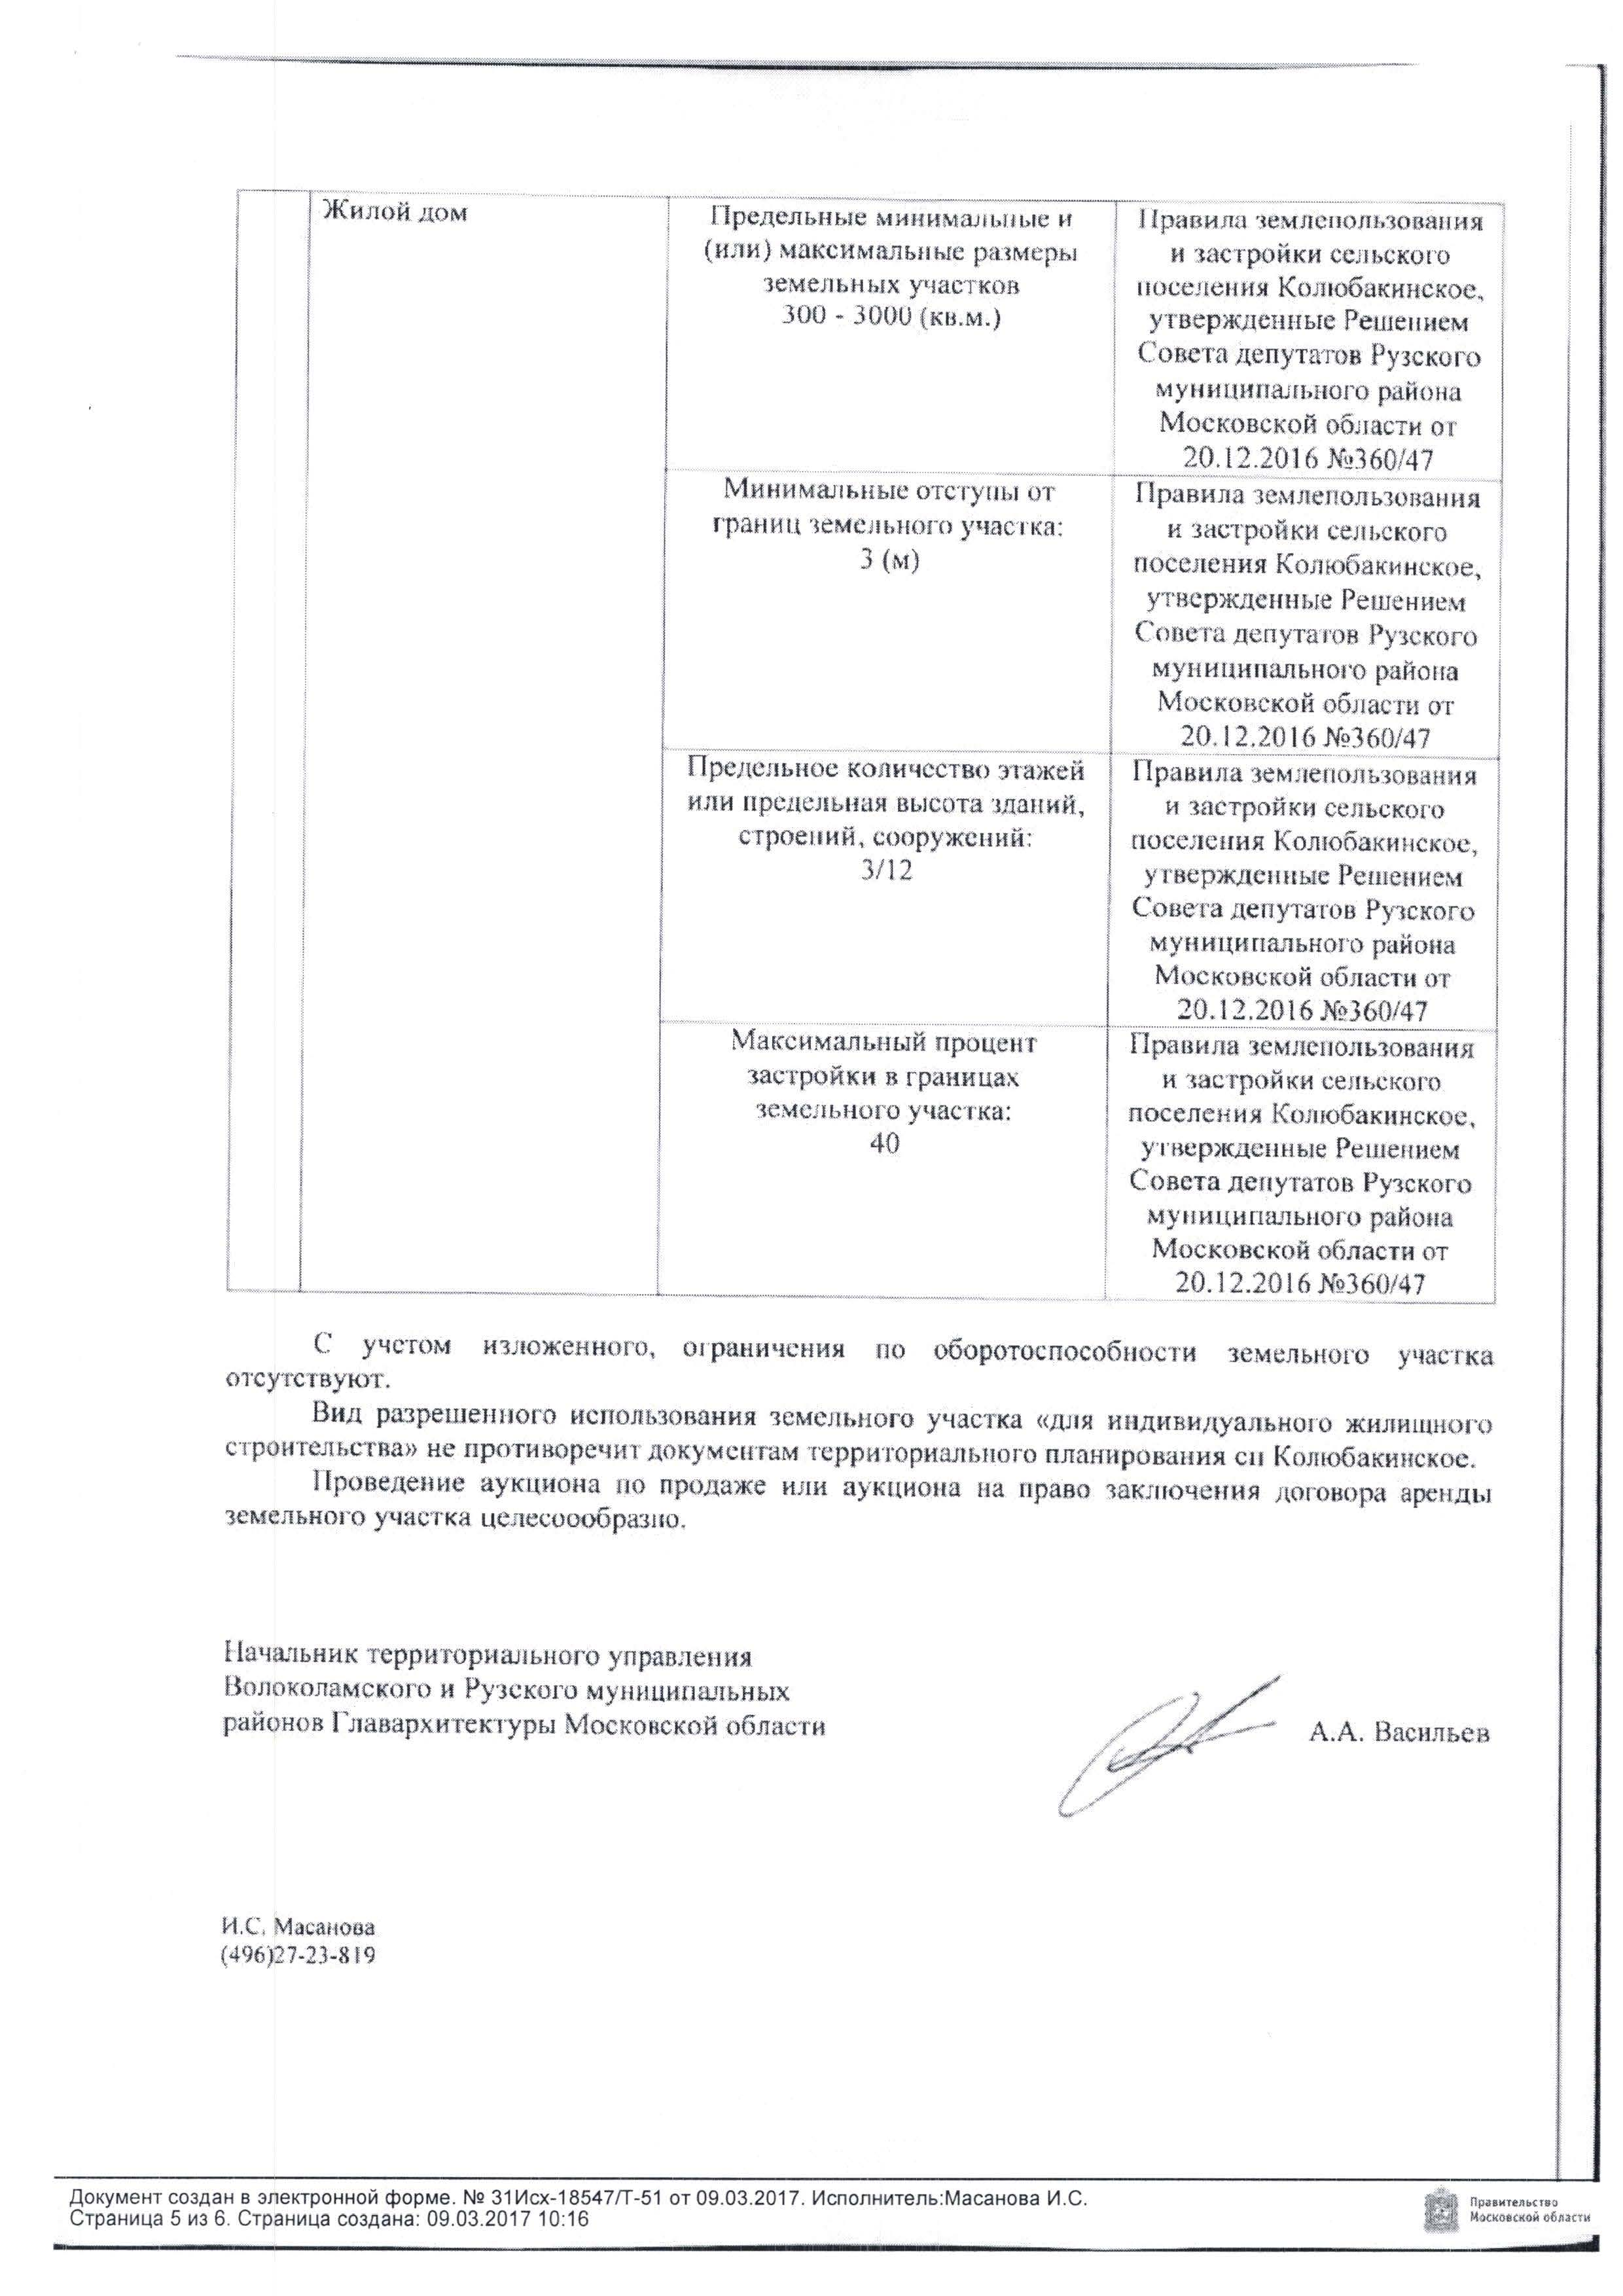 Жилой дом
Предельные минимальные и
(или) максимальные размеры
земельных участков
300 - 3000 (кв.м.)
Правила землепользования
и застройки сельского
поселения Колюбакинское,
утвержденные Решением
Совета депутатов Рузского
муниципального района
Московской области от
20.12.2016 №360/47
Минимальные отступы от
границ земельного участка:
3 (м)
Правила землепользования
и застройки сельского
поселения Колюбакинское,
утвержденные Решением
Совета депутатов Рузского
муниципального района
Московской области от
20.12.2016 №360/47
Предельное количество этажей
или предельная высота зданий,
строений, сооружений:
3/12
Правила землепользования
и застройки сельского
поселения Колюбакинское,
утвержденные Решением
Совета депутатов Рузского
муниципального района
Московской области от
20.12.2016 №360/47
Максимальный процент
застройки в границах
земельного участка:
40
Правила землепользования
и застройки сельского
поселения Колюбакинское,
утвержденные Решением
Совета депутатов Рузского
муниципального района
Московской области от
20.12.2016 №360/47
С учетом изложенного, ограничения по оборотоспособности земельного участка
отсутствуют.
Вид разрешенного использования земельного участка «для индивидуального жилищного
строительства» не противоречит документам территориального планирования сп Колюбакинское.
Проведение аукциона по продаже или аукциона на право заключения договора аренды
земельного участка целесоообразно.
Начальник территориального управления
Волоколамского и Рузского муниципальных
районов Главархитектуры Московской области
А.А. Васильев
И.С. Масанова
(496)27-23-819
Документ создан в электронной форме. № 31Исх-18547/Т-51 от 09.03.2017. Исполнитель:Масанова И.С.
Страница 5 из 6. Страница создана: 09.03.2017 10:16
Правительство
Московской области